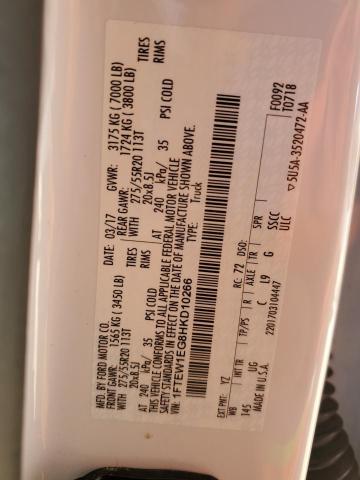 MFD. BY FORD MOTOR CO.
DATE: 03/17 GVWR: 3175 KG ( 7000 LB)
FRONT GAWR: 1565 KG ( 3450 LB) REAR GAWR: 1724 KG ( 3800 LB)
WITH 275/55R20 113T TIRES WITH 275/55R20 113T TIRES
20x8.5J RIMS 20x8.5J RIMS
AT 240 kPa/ 35 PSI COLD AT 240 kPa/ 35 PSI COLD
THIS VEHICLE CONFORMS TO ALL APPLICABLE FEDERAL MOTOR VEHICLE
SAFETY STANDARDS IN EFFECT ON THE DATE OF MANUFACTURE SHOWN ABOVE.
VIN: 1FTEW1EG8HKD10266
TYPE: Truck
F0092
T0718
EXT PNT: YZ RC: 72 DSO:
WB INT TR TP/PS R AXLE TR SPR
145 UG C L9 G SSCC
ULC
MADE IN U.S.A. 2201703104447 ▽5U5A-3520472-AA